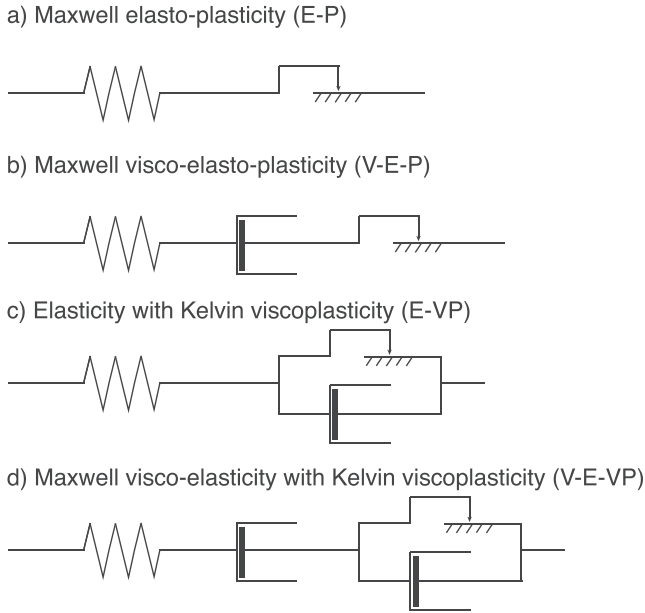 a) Maxwell elasto-plasticity (E-P)
b) Maxwell visco-elasto-plasticity (V-E-P)
c) Elasticity with Kelvin viscoplasticity (E-VP)
d) Maxwell visco-elasticity with Kelvin viscoplasticity (V-E-VP)